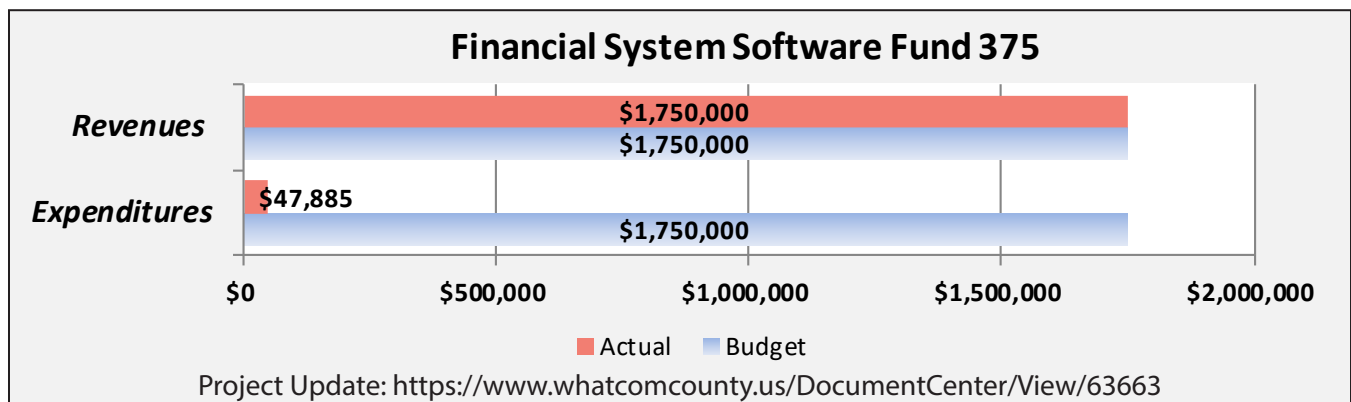 Financial System Software Fund 375
Revenues
$1,750,000
$1,750,000
Expenditures
$47,885
$1,750,000
$0 $500,000 $1,000,000 $1,500,000 $2,000,000
Actual Budget
Project Update: https://www.whatcomcounty.us/DocumentCenter/View/63663